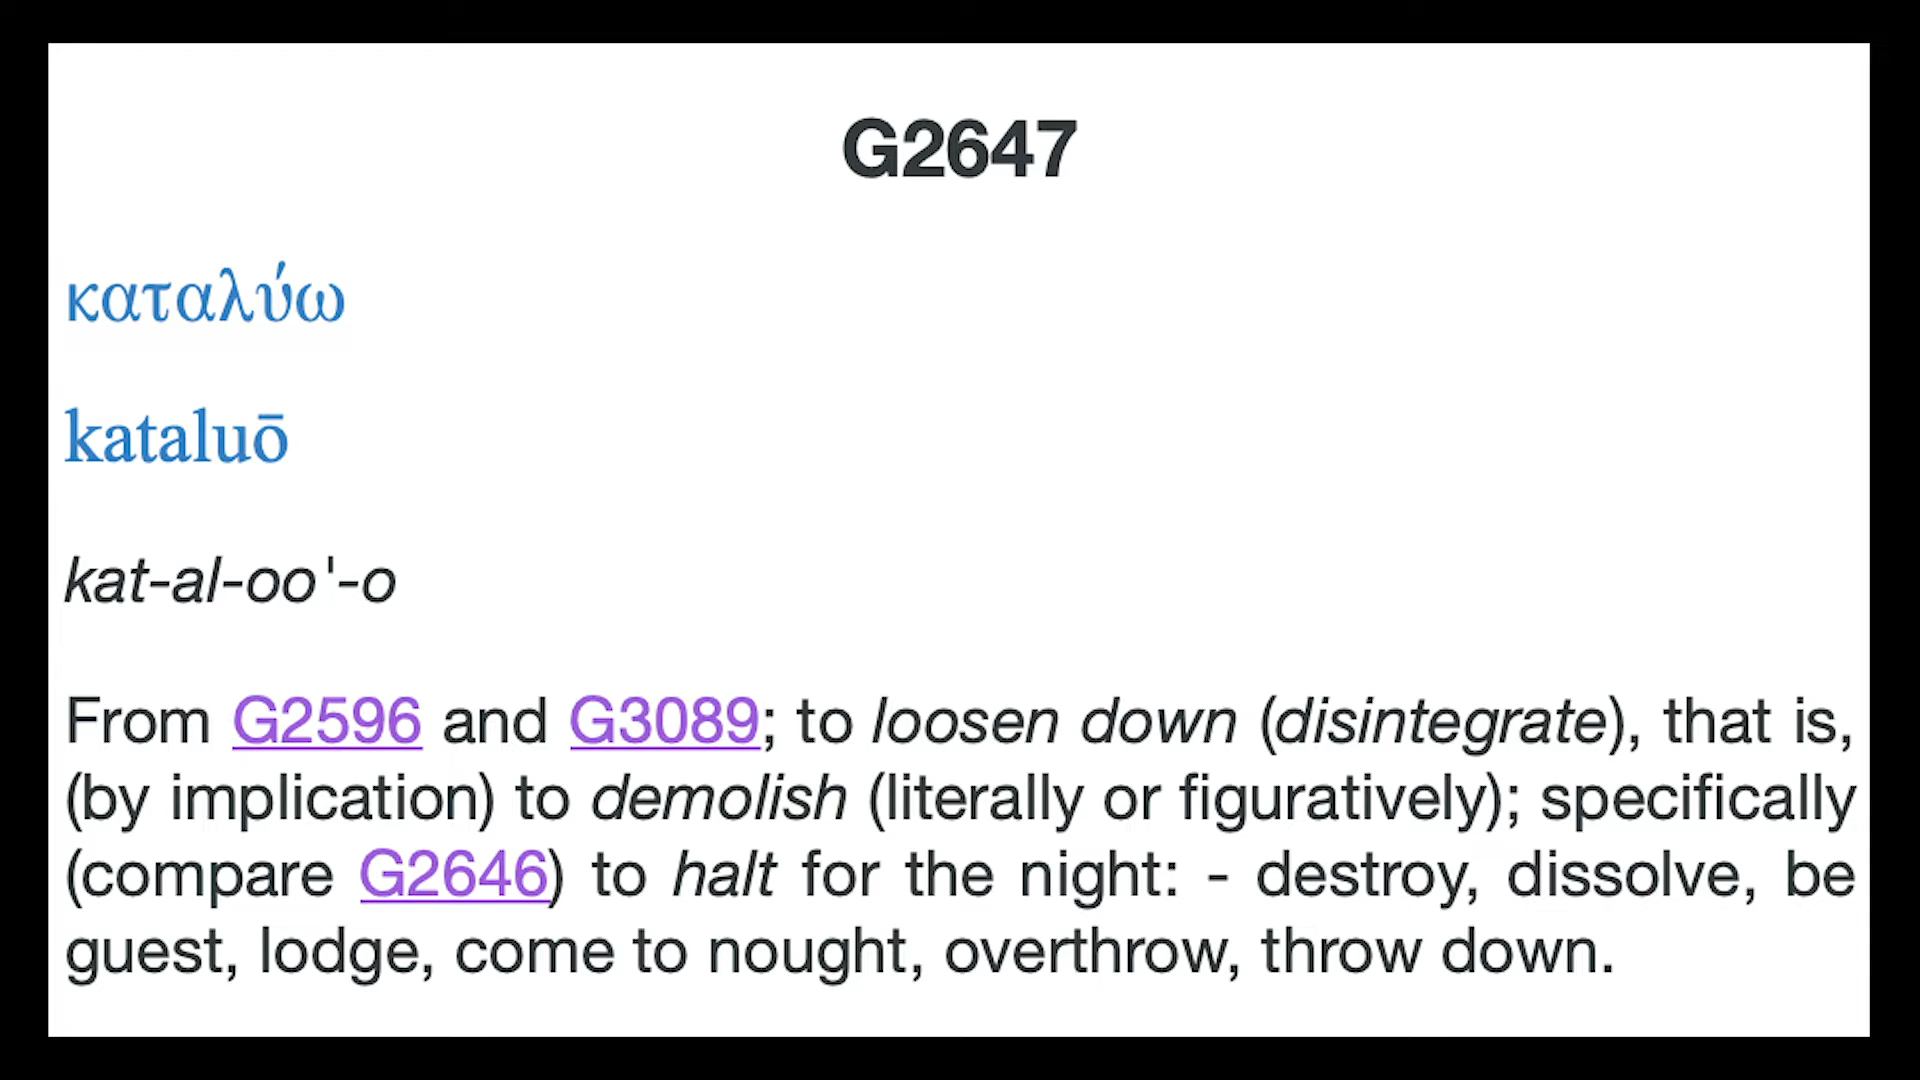 G2647
καταλύω
kataluō
kat-al-oo'-o
From G2596 and G3089; to loosen down (disintegrate), that is,
(by implication) to demolish (literally or figuratively); specifically
(compare G2646) to halt for the night: - destroy, dissolve, be
guest, lodge, come to nought, overthrow, throw down.